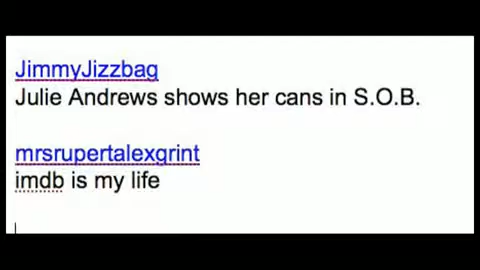 JimmyJizzbag
Julie Andrews shows her cans in S.O.B.
mrsrupertalexgrint
imdb is my life